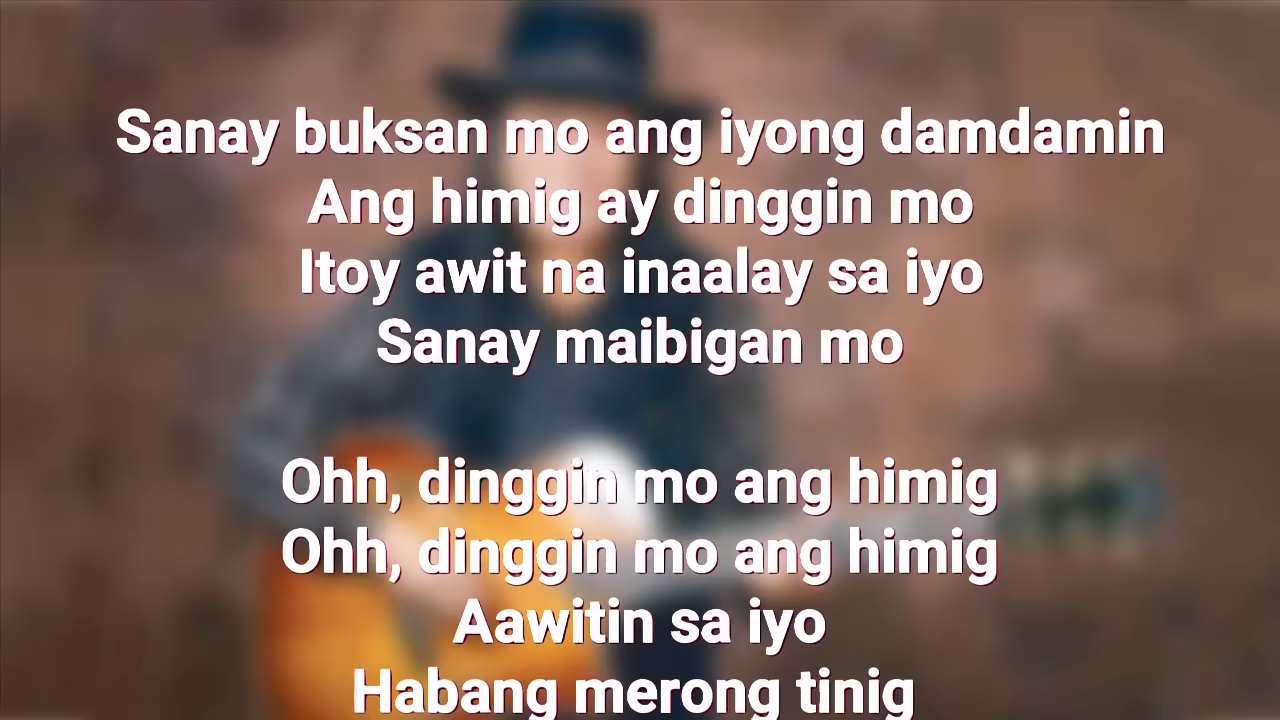 Sanay buksan mo ang iyong damdamin
Ang himig ay dinggin mo
Itoy awit na inaalay sa iyo
Sanay maibigan mo
Ohh, dinggin mo ang himig
Ohh, dinggin mo ang himig
Aawitin sa iyo
Habang merong tinig